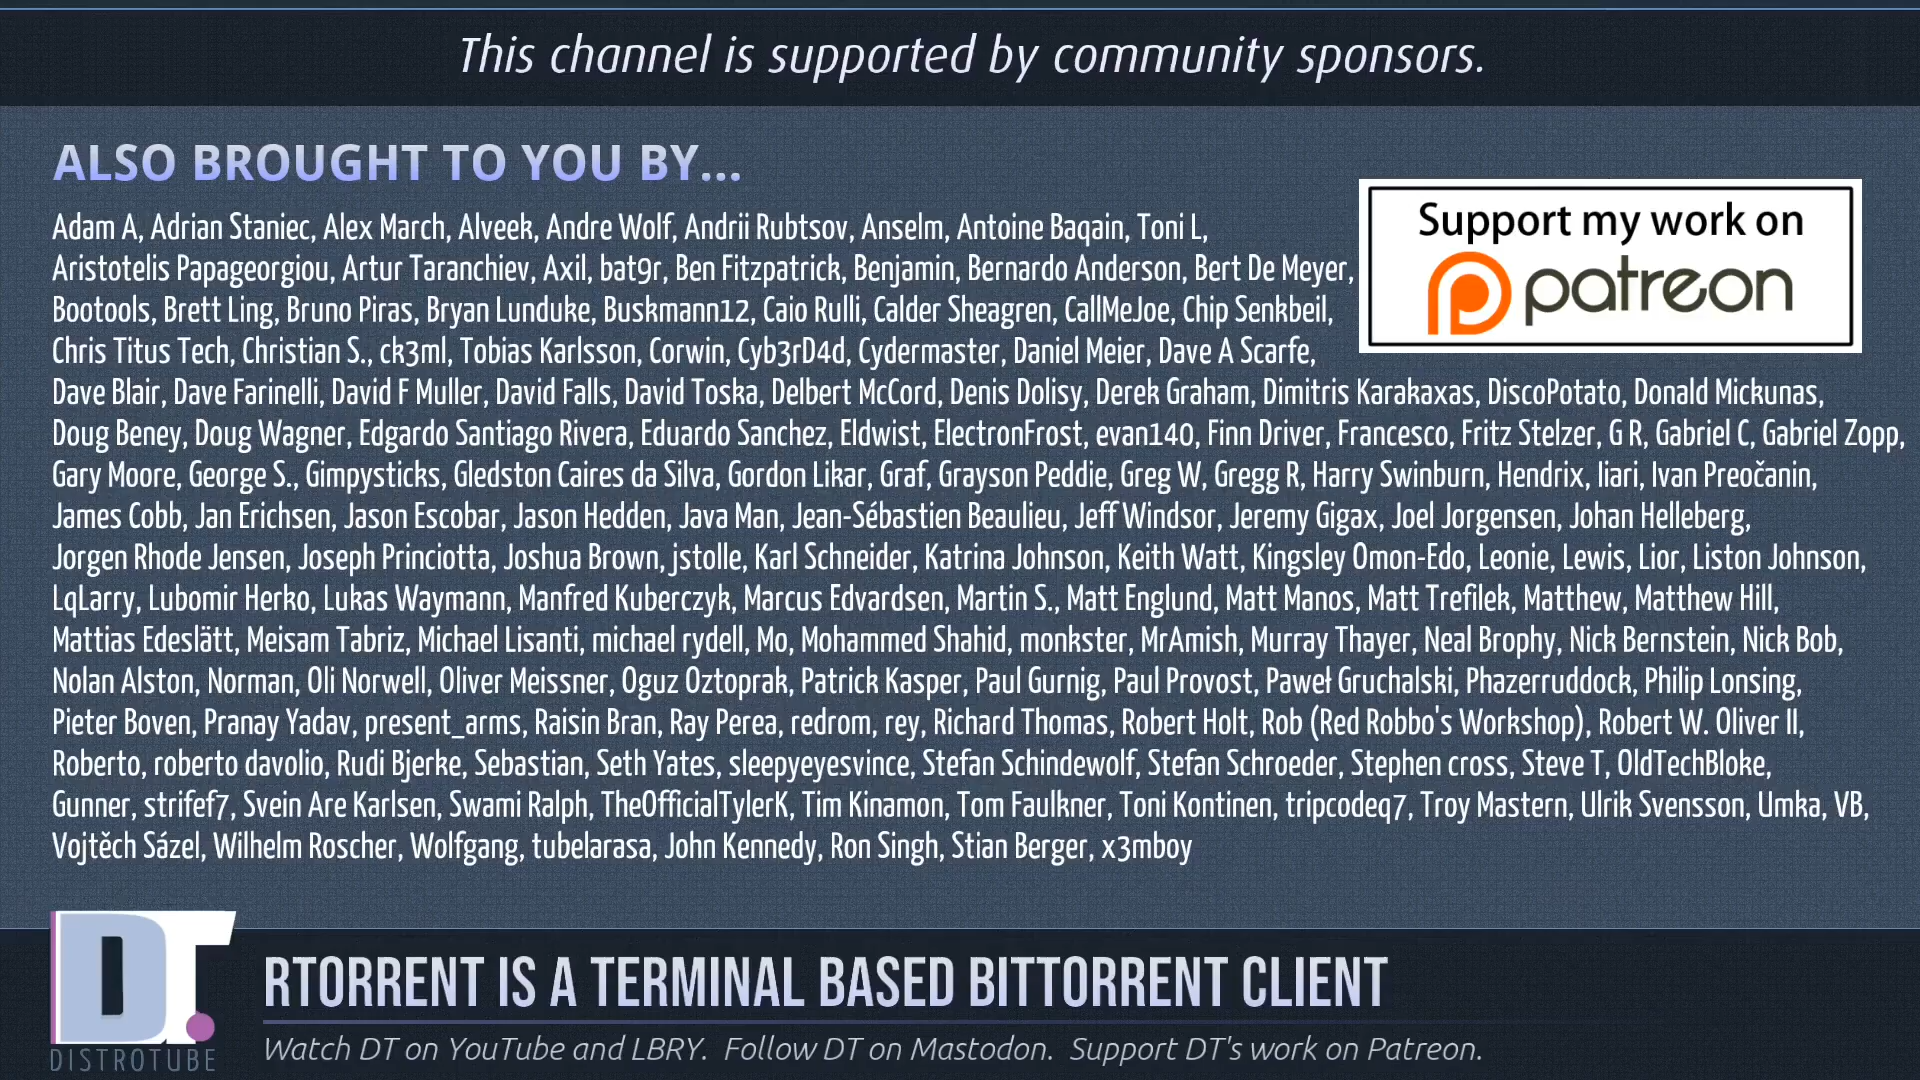 This channel is supported by community sponsors.
ALSO BROUGHT TO YOU BY...
Adam A, Adrian Staniec, Alex March, Alveek, Andre Wolf, Andrii Rubtsov, Anselm, Antoine Baqain, Toni L,
Aristotelis Papageorgiou, Artur Taranchiev, Axil, bat9r, Ben Fitzpatrick, Benjamin, Bernardo Anderson, Bert De Meyer,
Bootools, Brett Ling, Bruno Piras, Bryan Lunduke, Buskmann12, Caio Rulli, Calder Sheagren, CallMeJoe, Chip Senkbeil,
Chris Titus Tech, Christian S., ck3ml, Tobias Karlsson, Corwin, Cyb3rD4d, Cydermaster, Daniel Meier, Dave A Scarfe,
Support my work on
patreon
Dave Blair, Dave Farinelli, David F Muller, David Falls, David Toska, Delbert McCord, Denis Dolisy, Derek Graham, Dimitris Karakaxas, DiscoPotato, Donald Mickunas,
Doug Beney, Doug Wagner, Edgardo Santiago Rivera, Eduardo Sanchez, Eldwist, ElectronFrost, evan140, Finn Driver, Francesco, Fritz Stelzer, G R, Gabriel C, Gabriel Zopp,
Gary Moore, George S., Gimpysticks, Gledston Caires da Silva, Gordon Likar, Graf, Grayson Peddie, Greg W, Gregg R, Harry Swinburn, Hendrix, liari, Ivan Preočanin,
James Cobb, Jan Erichsen, Jason Escobar, Jason Hedden, Java Man, Jean-Sébastien Beaulieu, Jeff Windsor, Jeremy Gigax, Joel Jorgensen, Johan Helleberg,
Jorgen Rhode Jensen, Joseph Princiotta, Joshua Brown, jstolle, Karl Schneider, Katrina Johnson, Keith Watt, Kingsley Omon-Edo, Leonie, Lewis, Lior, Liston Johnson,
LqLarry, Lubomir Herko, Lukas Waymann, Manfred Kuberczyk, Marcus Edvardsen, Martin S., Matt Englund, Matt Manos, Matt Trefilek, Matthew, Matthew Hill,
Mattias Edeslätt, Meisam Tabriz, Michael Lisanti, michael rydell, Mo, Mohammed Shahid, monkster, MrAmish, Murray Thayer, Neal Brophy, Nick Bernstein, Nick Bob,
Nolan Alston, Norman, Oli Norwell, Oliver Meissner, Oguz Oztoprak, Patrick Kasper, Paul Gurnig, Paul Provost, Paweł Gruchalski, Phazerruddock, Philip Lonsing,
Pieter Boven, Pranay Yadav, present_arms, Raisin Bran, Ray Perea, redrom, rey, Richard Thomas, Robert Holt, Rob (Red Robbo's Workshop), Robert W. Oliver II,
Roberto, roberto davolio, Rudi Bjerke, Sebastian, Seth Yates, sleepyeyesvince, Stefan Schindewolf, Stefan Schroeder, Stephen cross, Steve T, OldTechBloke,
Gunner, strifef7, Svein Are Karlsen, Swami Ralph, TheOfficialTylerK, Tim Kinamon, Tom Faulkner, Toni Kontinen, tripcodeq7, Troy Mastern, Ulrik Svensson, Umka, VB,
Vojtěch Sázel, Wilhelm Roscher, Wolfgang, tubelarasa, John Kennedy, Ron Singh, Stian Berger, x3mboy
DT
DISTROTUBE
RTORRENT IS A TERMINAL BASED BITTORRENT CLIENT
Watch DT on YouTube and LBRY. Follow DT on Mastodon. Support DT's work on Patreon.